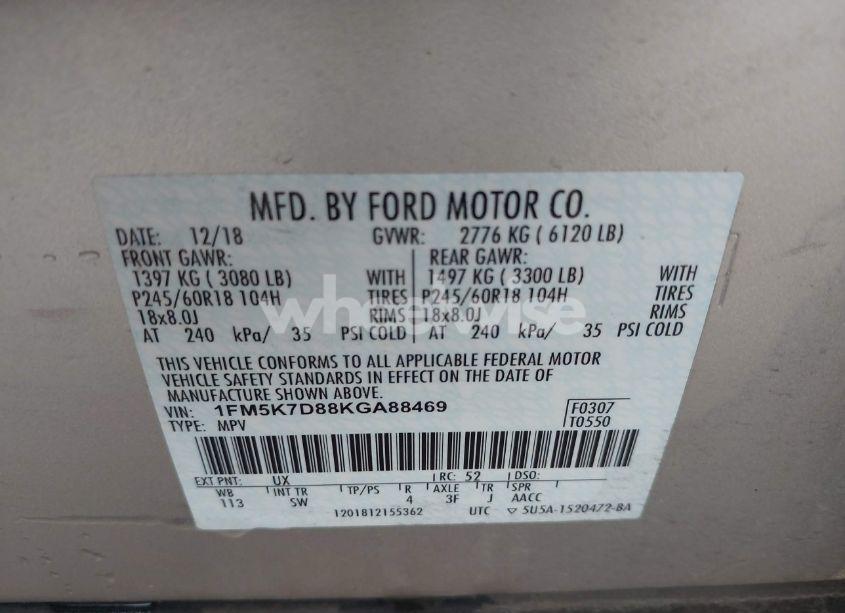 MFD. BY FORD MOTOR CO.
DATE: 12/18 GVWR: 2776 KG ( 6120 LB)
FRONT GAWR: REAR GAWR:
1397 KG ( 3080 LB) WITH 1497 KG ( 3300 LB) WITH
P245/60R18 104H TIRES P245/60R18 104H TIRES
18x8.0J RIMS 18x8.0J RIMS
AT 240 kPa/ 35 PSI COLD AT 240 kPa/ 35 PSI COLD
wheelwise
THIS VEHICLE CONFORMS TO ALL APPLICABLE FEDERAL MOTOR
VEHICLE SAFETY STANDARDS IN EFFECT ON THE DATE OF
MANUFACTURE SHOWN ABOVE.
VIN: 1FM5K7D88KGA88469 F0307
TYPE: MPV T0550
EXT PNT: UX RC: 52 DSO:
WB INT TR TP/PS R AXLE TR SPR
113 SW 4 3F J AACC
1201812155362 UTC ▽ 5U5A-1520472-BA